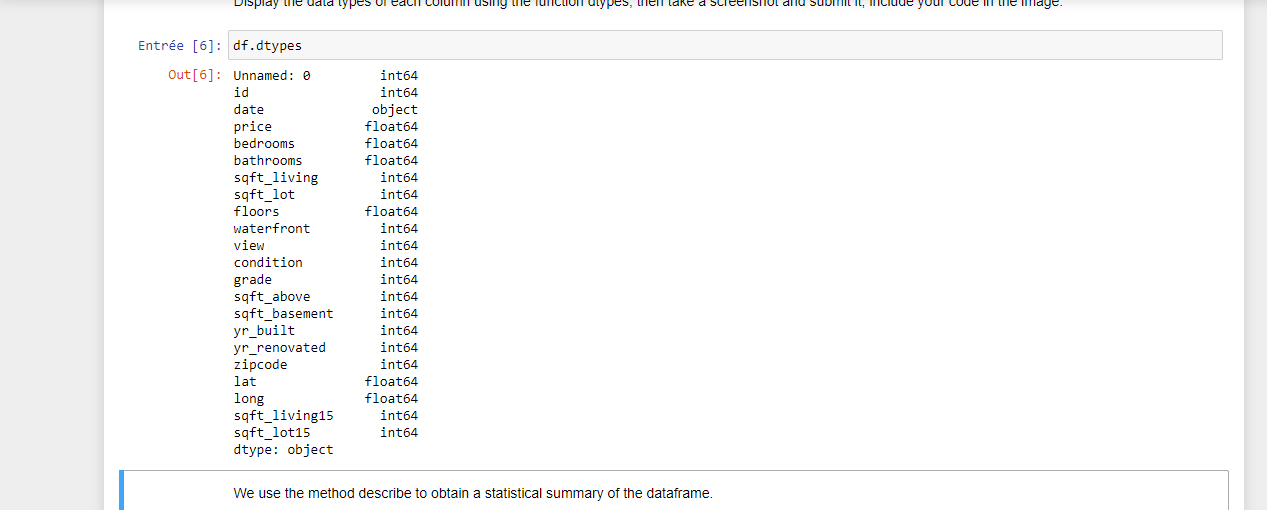 Display the data types of each column using the function dtypes, then take a screenshot and submit it, include your code in the image.
Entrée [6]: df.dtypes
Out[6]: Unnamed: 0 int64
id int64
date object
price float64
bedrooms float64
bathrooms float64
sqft_living int64
sqft_lot int64
floors float64
waterfront int64
view int64
condition int64
grade int64
sqft_above int64
sqft_basement int64
yr_built int64
yr_renovated int64
zipcode int64
lat float64
long float64
sqft_living15 int64
sqft_lot15 int64
dtype: object
We use the method describe to obtain a statistical summary of the dataframe.